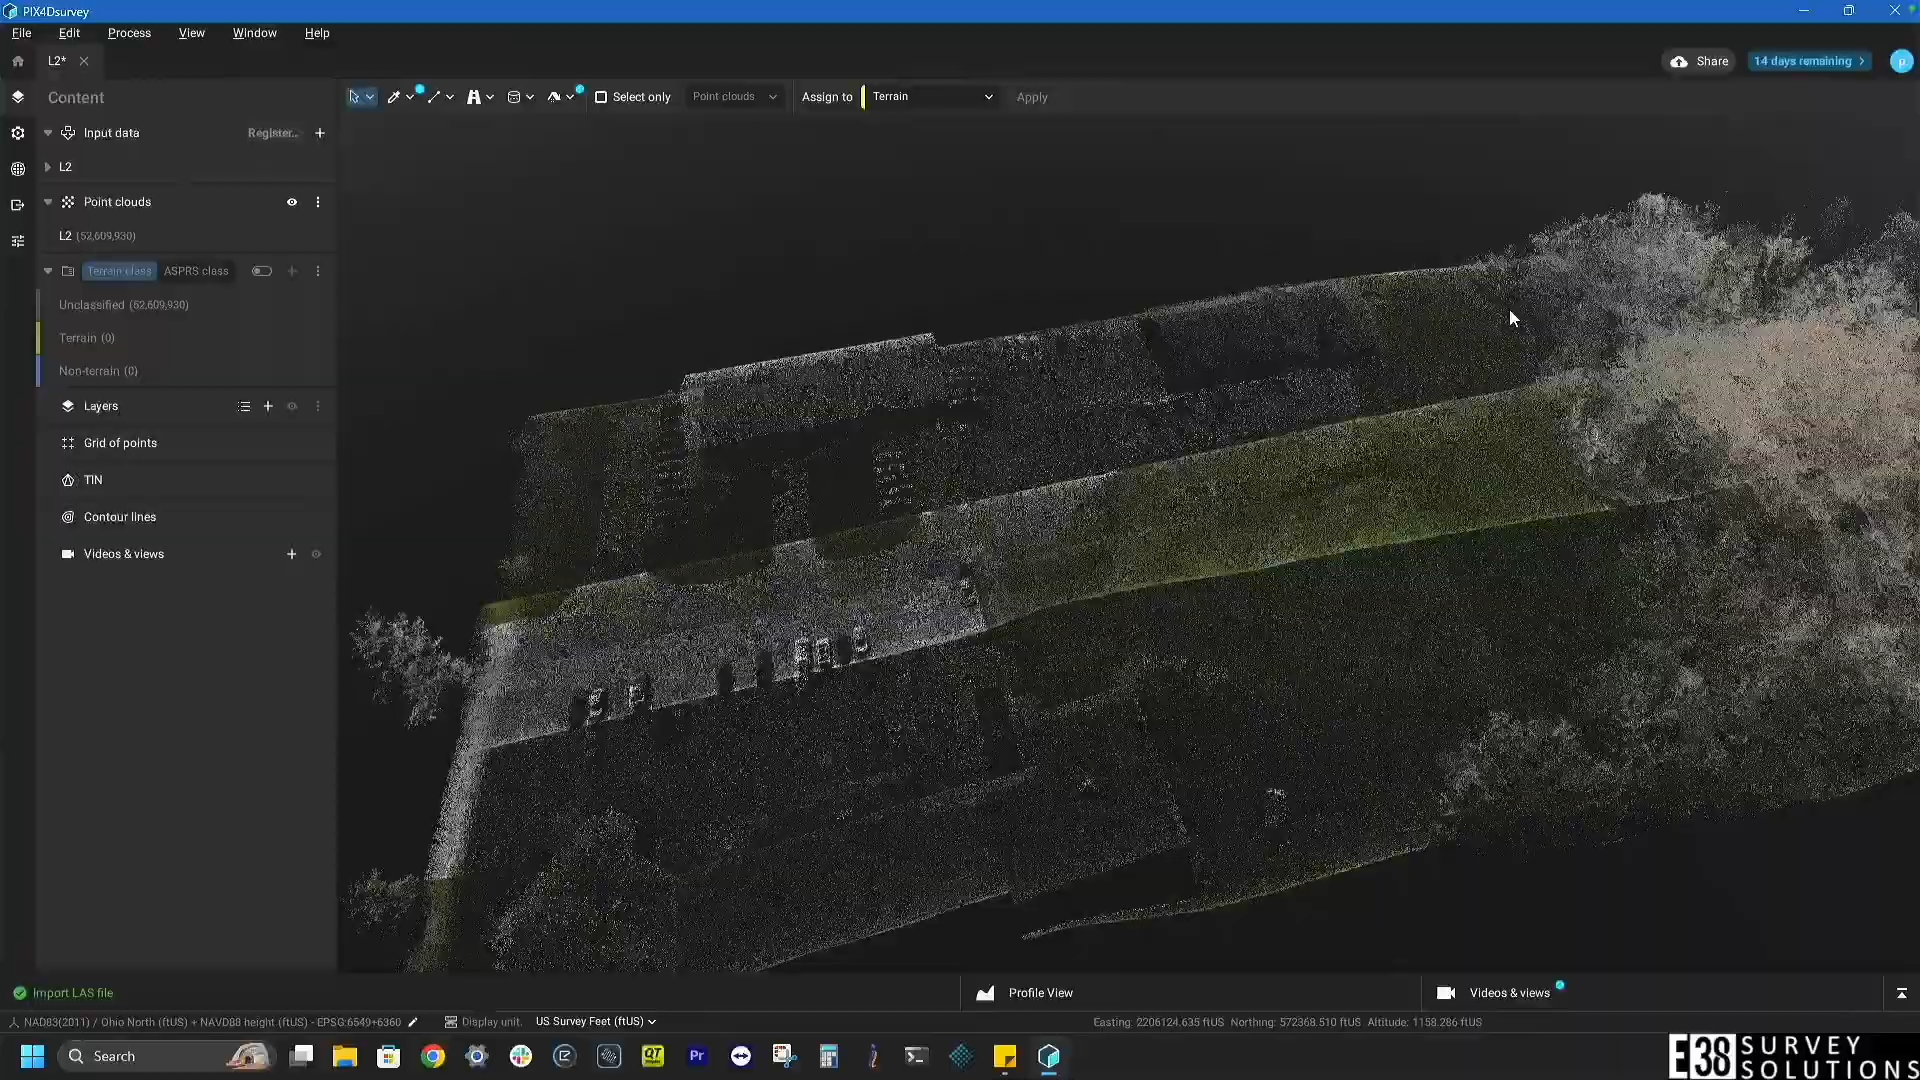 PIX4Dsurvey
File Edit Process View Window Help
L2*
Share
14 days remaining
p
Content
Select only
Point clouds
Assign to
Terrain
Apply
Input data
Register...
L2
Point clouds
L2 (52,609,930)
Terrain class
ASPRS class
Unclassified (52,609,930)
Terrain (0)
Non-terrain (0)
Layers
Grid of points
TIN
Contour lines
Videos & views
Import LAS file
Profile View
Videos & views
NAD83(2011) / Ohio North (ftUS) + NAVD88 height (ftUS) - EPSG:6549+6360
Display unit:
US Survey Feet (ftUS)
Easting: 2206124.635 ftUS Northing: 572368.510 ftUS Altitude: 1158.286 ftUS
Search
QT
Pr
E38 SURVEY
SOLUTIONS